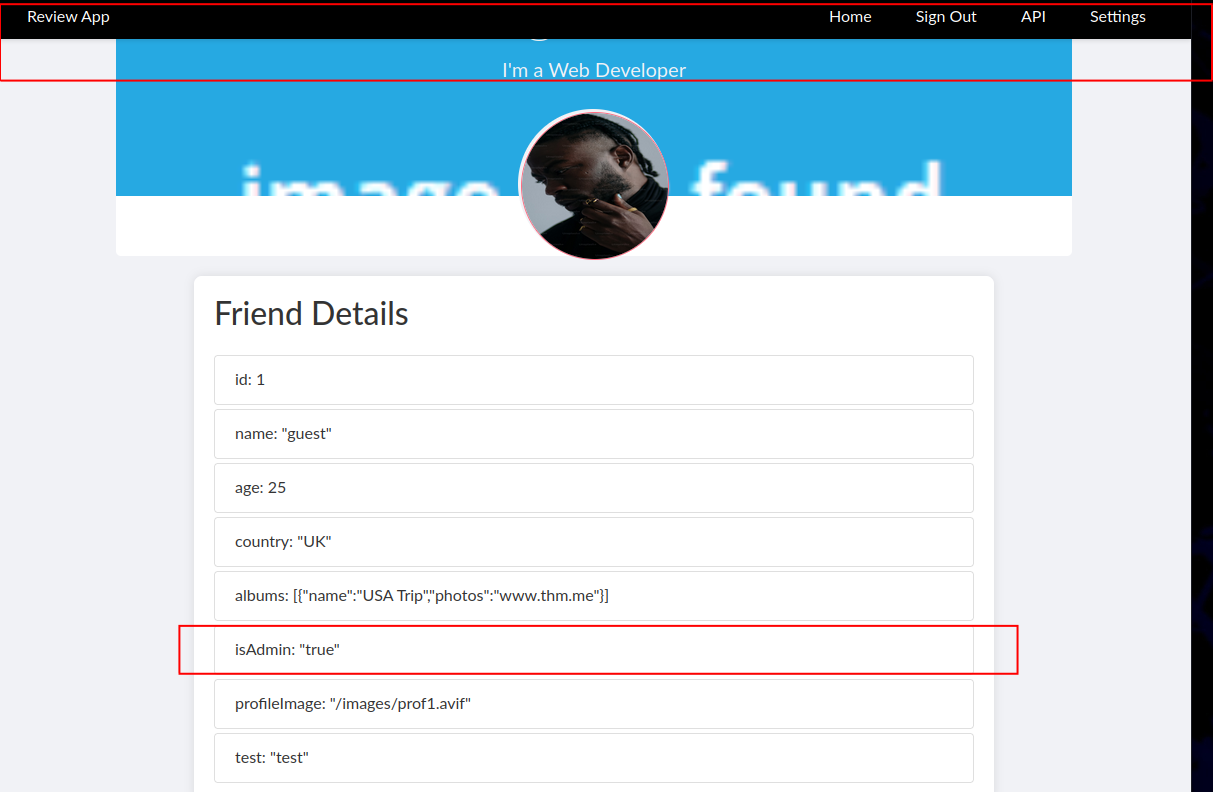 Review App Home Sign Out API Settings
I'm a Web Developer
image found
Friend Details
id: 1
name: "guest"
age: 25
country: "UK"
albums: [{"name":"USA Trip","photos":"www.thm.me"}]
isAdmin: "true"
profileImage: "/images/prof1.avif"
test: "test"